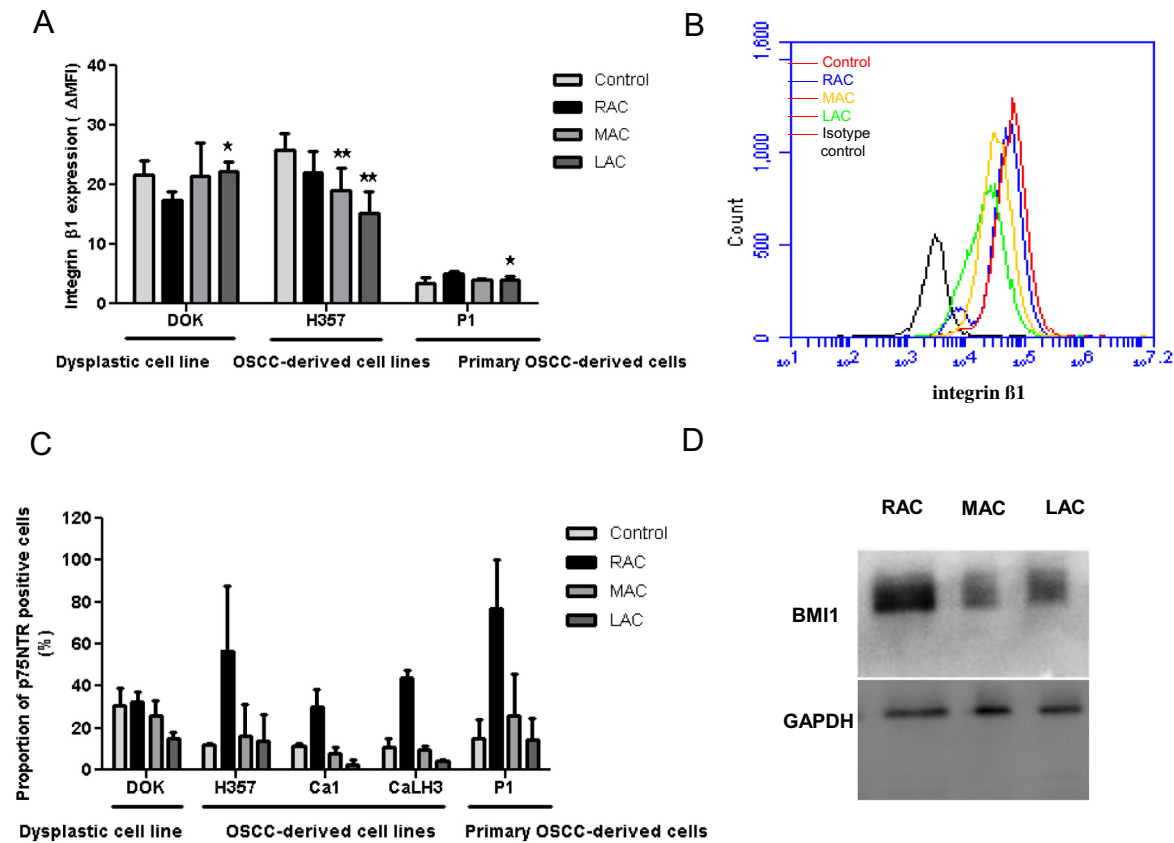 A
Integrin β1 expression ( ΔMFI)
40
30
20
10
0
★
★★
★★
★
Control
RAC
MAC
LAC
DOK
H357
P1
Dysplastic cell line
OSCC-derived cell lines
Primary OSCC-derived cells
B
Count
1,600
1,000
500
0
Control
RAC
MAC
LAC
Isotype
control
10¹
10²
10³
10⁴
10⁵
10⁶
10^7.2
integrin ß1
C
Proportion of p75NTR positive cells
(%)
120
100
80
60
40
20
0
Control
RAC
MAC
LAC
DOK
H357
Ca1
CaLH3
P1
Dysplastic cell line
OSCC-derived cell lines
Primary OSCC-derived cells
D
RAC MAC LAC
BMI1
GAPDH